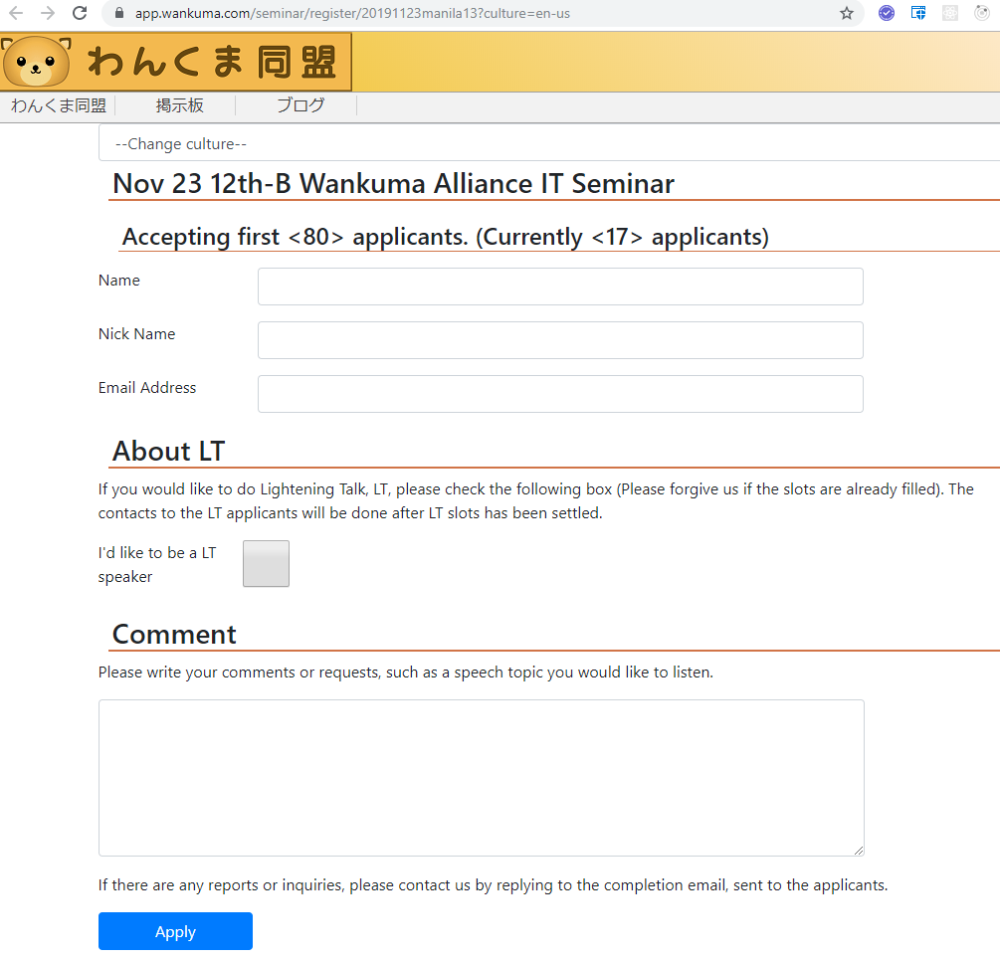 app.wankuma.com/seminar/register/20191123manila13?culture=en-us
わんくま同盟
わんくま同盟 掲示板 ブログ
--Change culture--
Nov 23 12th-B Wankuma Alliance IT Seminar
Accepting first <80> applicants. (Currently <17> applicants)
Name
Nick Name
Email Address
About LT
If you would like to do Lightening Talk, LT, please check the following box (Please forgive us if the slots are already filled). The
contacts to the LT applicants will be done after LT slots has been settled.
I'd like to be a LT
speaker
Comment
Please write your comments or requests, such as a speech topic you would like to listen.
If there are any reports or inquiries, please contact us by replying to the completion email, sent to the applicants.
Apply